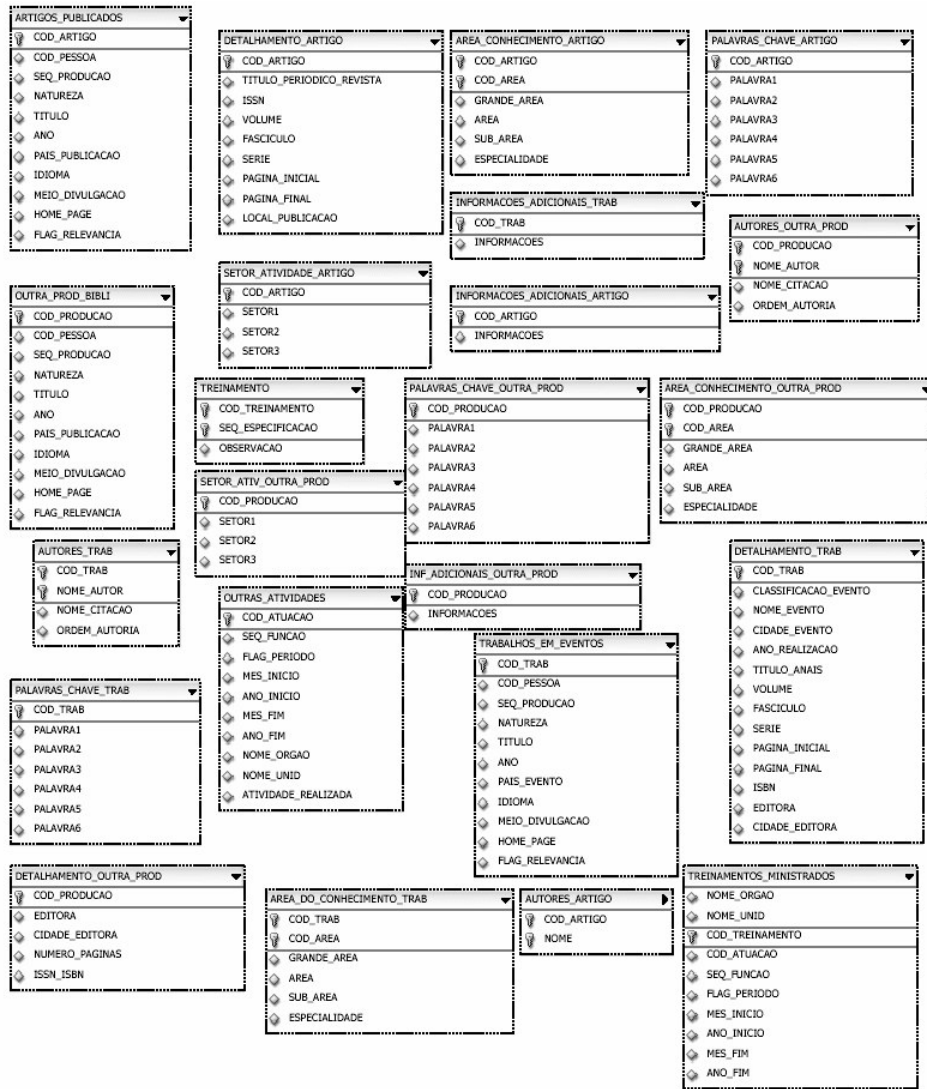 ARTIGOS_PUBLICADOS
COD_ARTIGO
COD_PESSOA
SEQ_PRODUCAO
NATUREZA
TITULO
ANO
PAIS_PUBLICACAO
IDIOMA
MEIO_DIVULGACAO
HOME_PAGE
FLAG_RELEVANCIA
DETALHAMENTO_ARTIGO
COD_ARTIGO
TITULO_PERIODICO_REVISTA
ISSN
VOLUME
FASCICULO
SERIE
PAGINA_INICIAL
PAGINA_FINAL
LOCAL_PUBLICACAO
AREA_CONHECIMENTO_ARTIGO
COD_ARTIGO
COD_AREA
GRANDE_AREA
AREA
SUB_AREA
ESPECIALIDADE
PALAVRAS_CHAVE_ARTIGO
COD_ARTIGO
PALAVRA1
PALAVRA2
PALAVRA3
PALAVRA4
PALAVRA5
PALAVRA6
INFORMACOES_ADICIONAIS_TRAB
COD_TRAB
INFORMACOES
AUTORES_OUTRA_PROD
COD_PRODUCAO
NOME_AUTOR
NOME_CITACAO
ORDEM_AUTORIA
SETOR_ATIVIDADE_ARTIGO
COD_ARTIGO
SETOR1
SETOR2
SETOR3
INFORMACOES_ADICIONAIS_ARTIGO
COD_ARTIGO
INFORMACOES
OUTRA_PROD_BIBLI
COD_PRODUCAO
COD_PESSOA
SEQ_PRODUCAO
NATUREZA
TITULO
ANO
PAIS_PUBLICACAO
IDIOMA
MEIO_DIVULGACAO
HOME_PAGE
FLAG_RELEVANCIA
TREINAMENTO
COD_TREINAMENTO
SEQ_ESPECIFICACAO
OBSERVACAO
PALAVRAS_CHAVE_OUTRA_PROD
COD_PRODUCAO
PALAVRA1
PALAVRA2
PALAVRA3
PALAVRA4
PALAVRA5
PALAVRA6
AREA_CONHECIMENTO_OUTRA_PROD
COD_PRODUCAO
COD_AREA
GRANDE_AREA
AREA
SUB_AREA
ESPECIALIDADE
SETOR_ATIV_OUTRA_PROD
COD_PRODUCAO
SETOR1
SETOR2
SETOR3
AUTORES_TRAB
COD_TRAB
NOME_AUTOR
NOME_CITACAO
ORDEM_AUTORIA
INF_ADICIONAIS_OUTRA_PROD
COD_PRODUCAO
INFORMACOES
DETALHAMENTO_TRAB
COD_TRAB
CLASSIFICACAO_EVENTO
NOME_EVENTO
CIDADE_EVENTO
ANO_REALIZACAO
TITULO_ANAIS
VOLUME
FASCICULO
SERIE
PAGINA_INICIAL
PAGINA_FINAL
ISBN
EDITORA
CIDADE_EDITORA
OUTRAS_ATIVIDADES
COD_ATUACAO
SEQ_FUNCAO
FLAG_PERIODO
MES_INICIO
ANO_INICIO
MES_FIM
ANO_FIM
NOME_ORGAO
NOME_UNID
ATIVIDADE_REALIZADA
TRABALHOS_EM_EVENTOS
COD_TRAB
COD_PESSOA
SEQ_PRODUCAO
NATUREZA
TITULO
ANO
PAIS_EVENTO
IDIOMA
MEIO_DIVULGACAO
HOME_PAGE
FLAG_RELEVANCIA
PALAVRAS_CHAVE_TRAB
COD_TRAB
PALAVRA1
PALAVRA2
PALAVRA3
PALAVRA4
PALAVRA5
PALAVRA6
DETALHAMENTO_OUTRA_PROD
COD_PRODUCAO
EDITORA
CIDADE_EDITORA
NUMERO_PAGINAS
ISSN_ISBN
AREA_DO_CONHECIMENTO_TRAB
COD_TRAB
COD_AREA
GRANDE_AREA
AREA
SUB_AREA
ESPECIALIDADE
AUTORES_ARTIGO
COD_ARTIGO
NOME
TREINAMENTOS_MINISTRADOS
NOME_ORGAO
NOME_UNID
COD_TREINAMENTO
COD_ATUACAO
SEQ_FUNCAO
FLAG_PERIODO
MES_INICIO
ANO_INICIO
MES_FIM
ANO_FIM